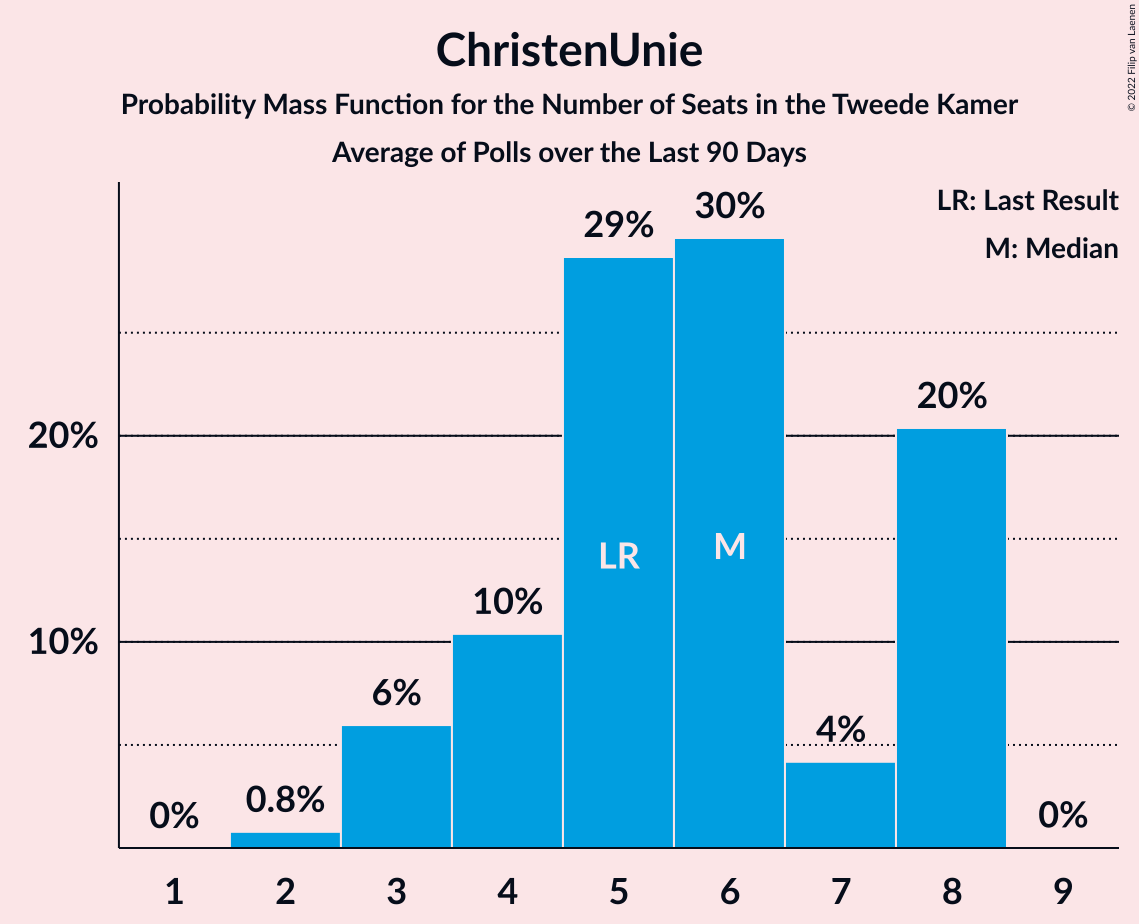 ChristenUnie
Probability Mass Function for the Number of Seats in the Tweede Kamer
Average of Polls over the Last 90 Days
© 2022 Filip van Laenen
LR: Last Result
M: Median
30%
29%
20%
20%
LR
M
10%
10%
6%
4%
0.8%
0%
0%
1 2 3 4 5 6 7 8 9